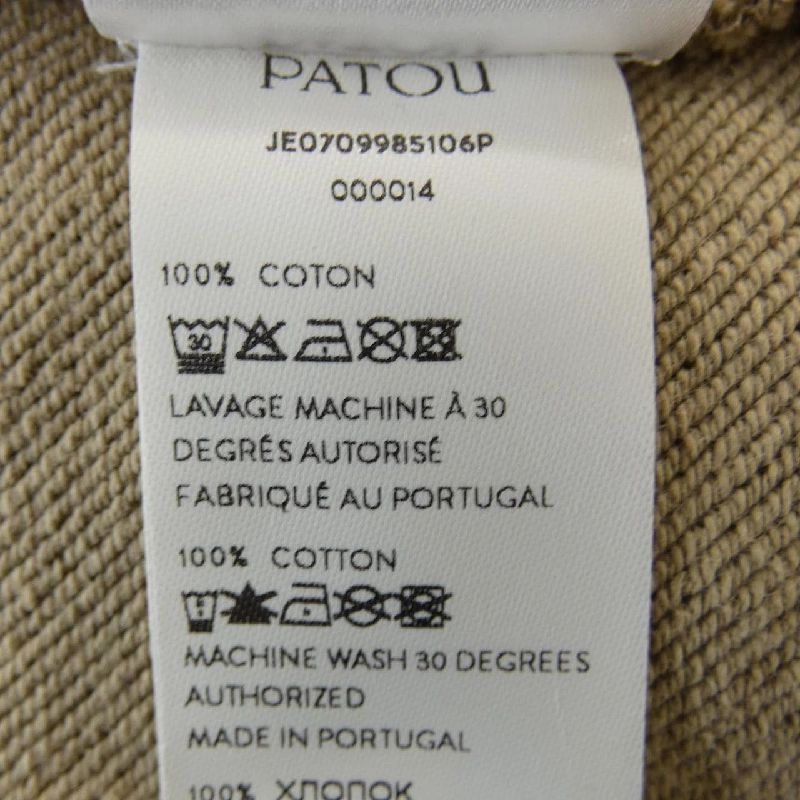 PATOU
JE0709985106P
000014
100% COTON
30
LAVAGE MACHINE À 30
DEGRÉS AUTORISÉ
FABRIQUÉ AU PORTUGAL
100% COTTON
MACHINE WASH 30 DEGREES
AUTHORIZED
MADE IN PORTUGAL
100% ХЛОПОК